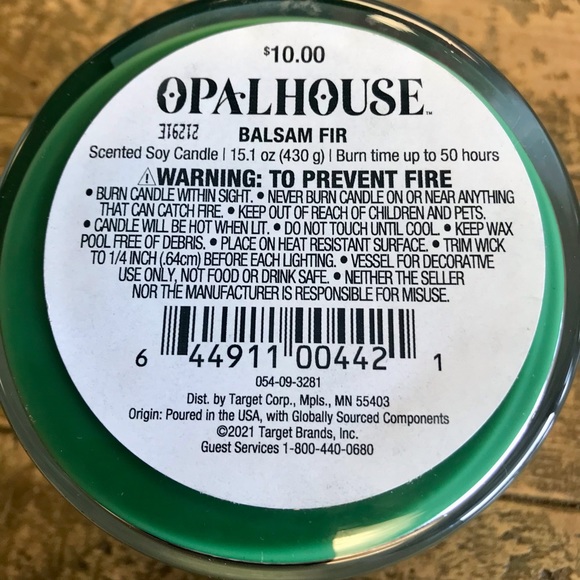 $10.00
OPALHOUSE™
316212
BALSAM FIR
Scented Soy Candle | 15.1 oz (430 g) | Burn time up to 50 hours
⚠WARNING: TO PREVENT FIRE
• BURN CANDLE WITHIN SIGHT. • NEVER BURN CANDLE ON OR NEAR ANYTHING
THAT CAN CATCH FIRE. • KEEP OUT OF REACH OF CHILDREN AND PETS.
• CANDLE WILL BE HOT WHEN LIT. • DO NOT TOUCH UNTIL COOL. • KEEP WAX
POOL FREE OF DEBRIS. • PLACE ON HEAT RESISTANT SURFACE. • TRIM WICK
TO 1/4 INCH (.64cm) BEFORE EACH LIGHTING. • VESSEL FOR DECORATIVE
USE ONLY, NOT FOOD OR DRINK SAFE. • NEITHER THE SELLER
NOR THE MANUFACTURER IS RESPONSIBLE FOR MISUSE.
6 44911 00442 1
054-09-3281
Dist. by Target Corp., Mpls., MN 55403
Origin: Poured in the USA, with Globally Sourced Components
©2021 Target Brands, Inc.
Guest Services 1-800-440-0680